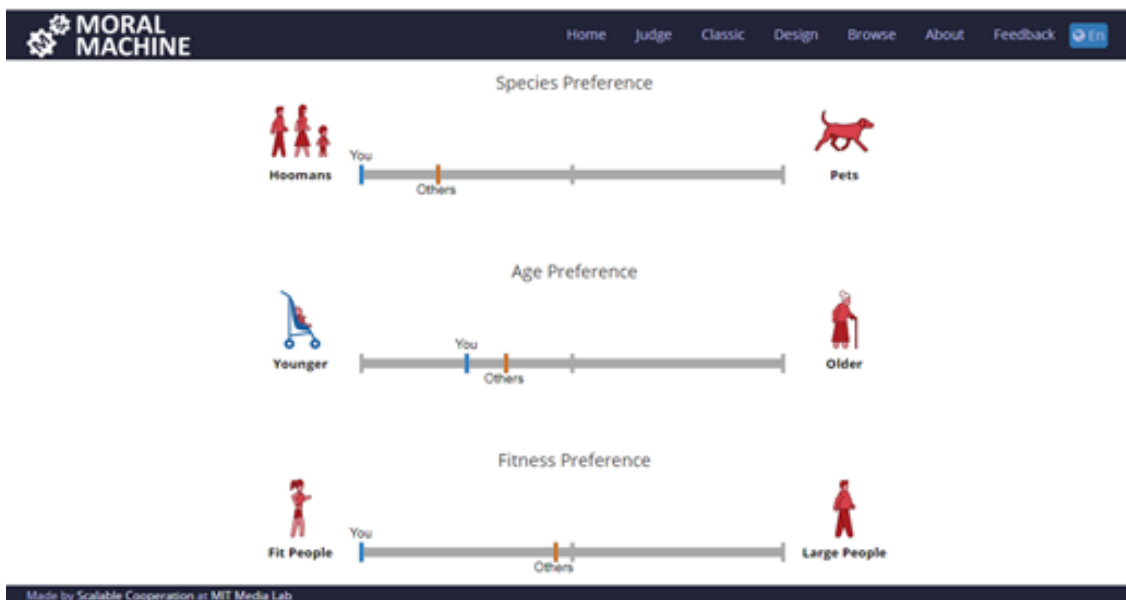 MORAL
MACHINE
Home Judge Classic Design Browse About Feedback En
Species Preference
You
Hoomans Pets
Others
Age Preference
You
Younger Older
Others
Fitness Preference
You
Fit People Large People
Others
Made by Scalable Cooperation at MIT Media Lab